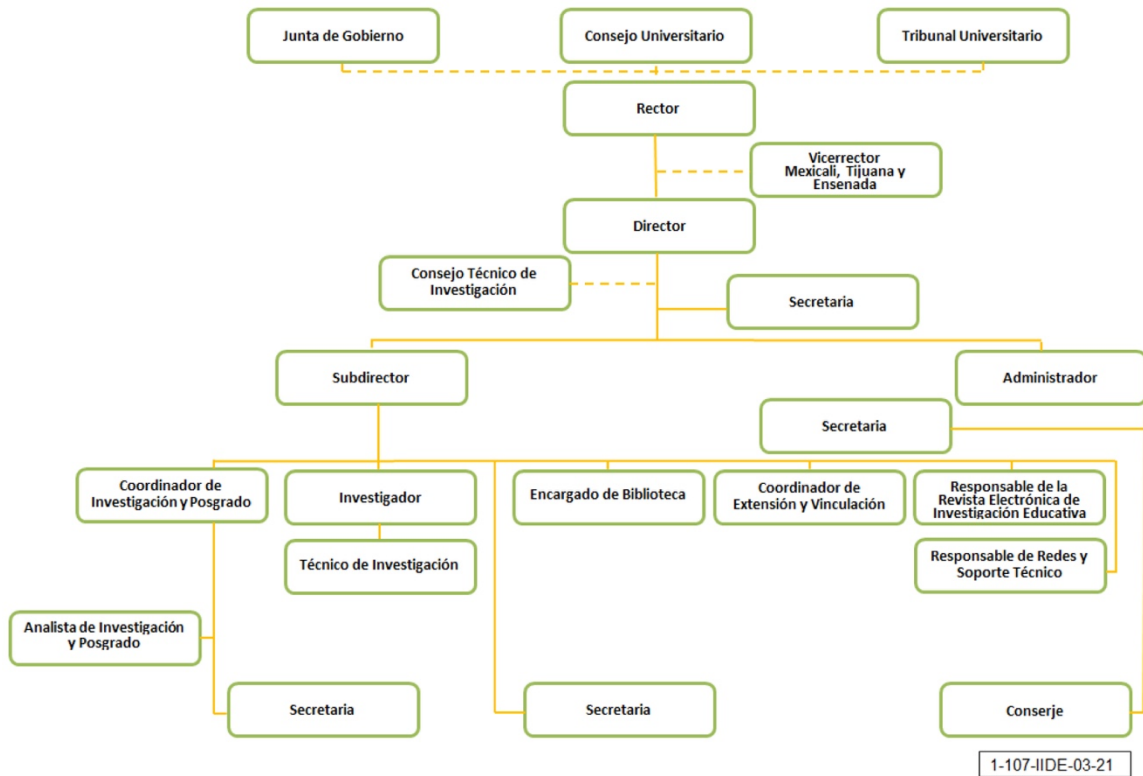 Junta de Gobierno
Consejo Universitario
Tribunal Universitario
Rector
Vicerrector
Mexicali, Tijuana y
Ensenada
Director
Consejo Técnico de
Investigación
Secretaria
Subdirector
Administrador
Secretaria
Coordinador de
Investigación y Posgrado
Investigador
Encargado de Biblioteca
Coordinador de
Extensión y Vinculación
Responsable de la
Revista Electrónica de
Investigación Educativa
Técnico de Investigación
Responsable de Redes y
Soporte Técnico
Analista de Investigación
y Posgrado
Secretaria
Secretaria
Conserje
1-107-IIDE-03-21